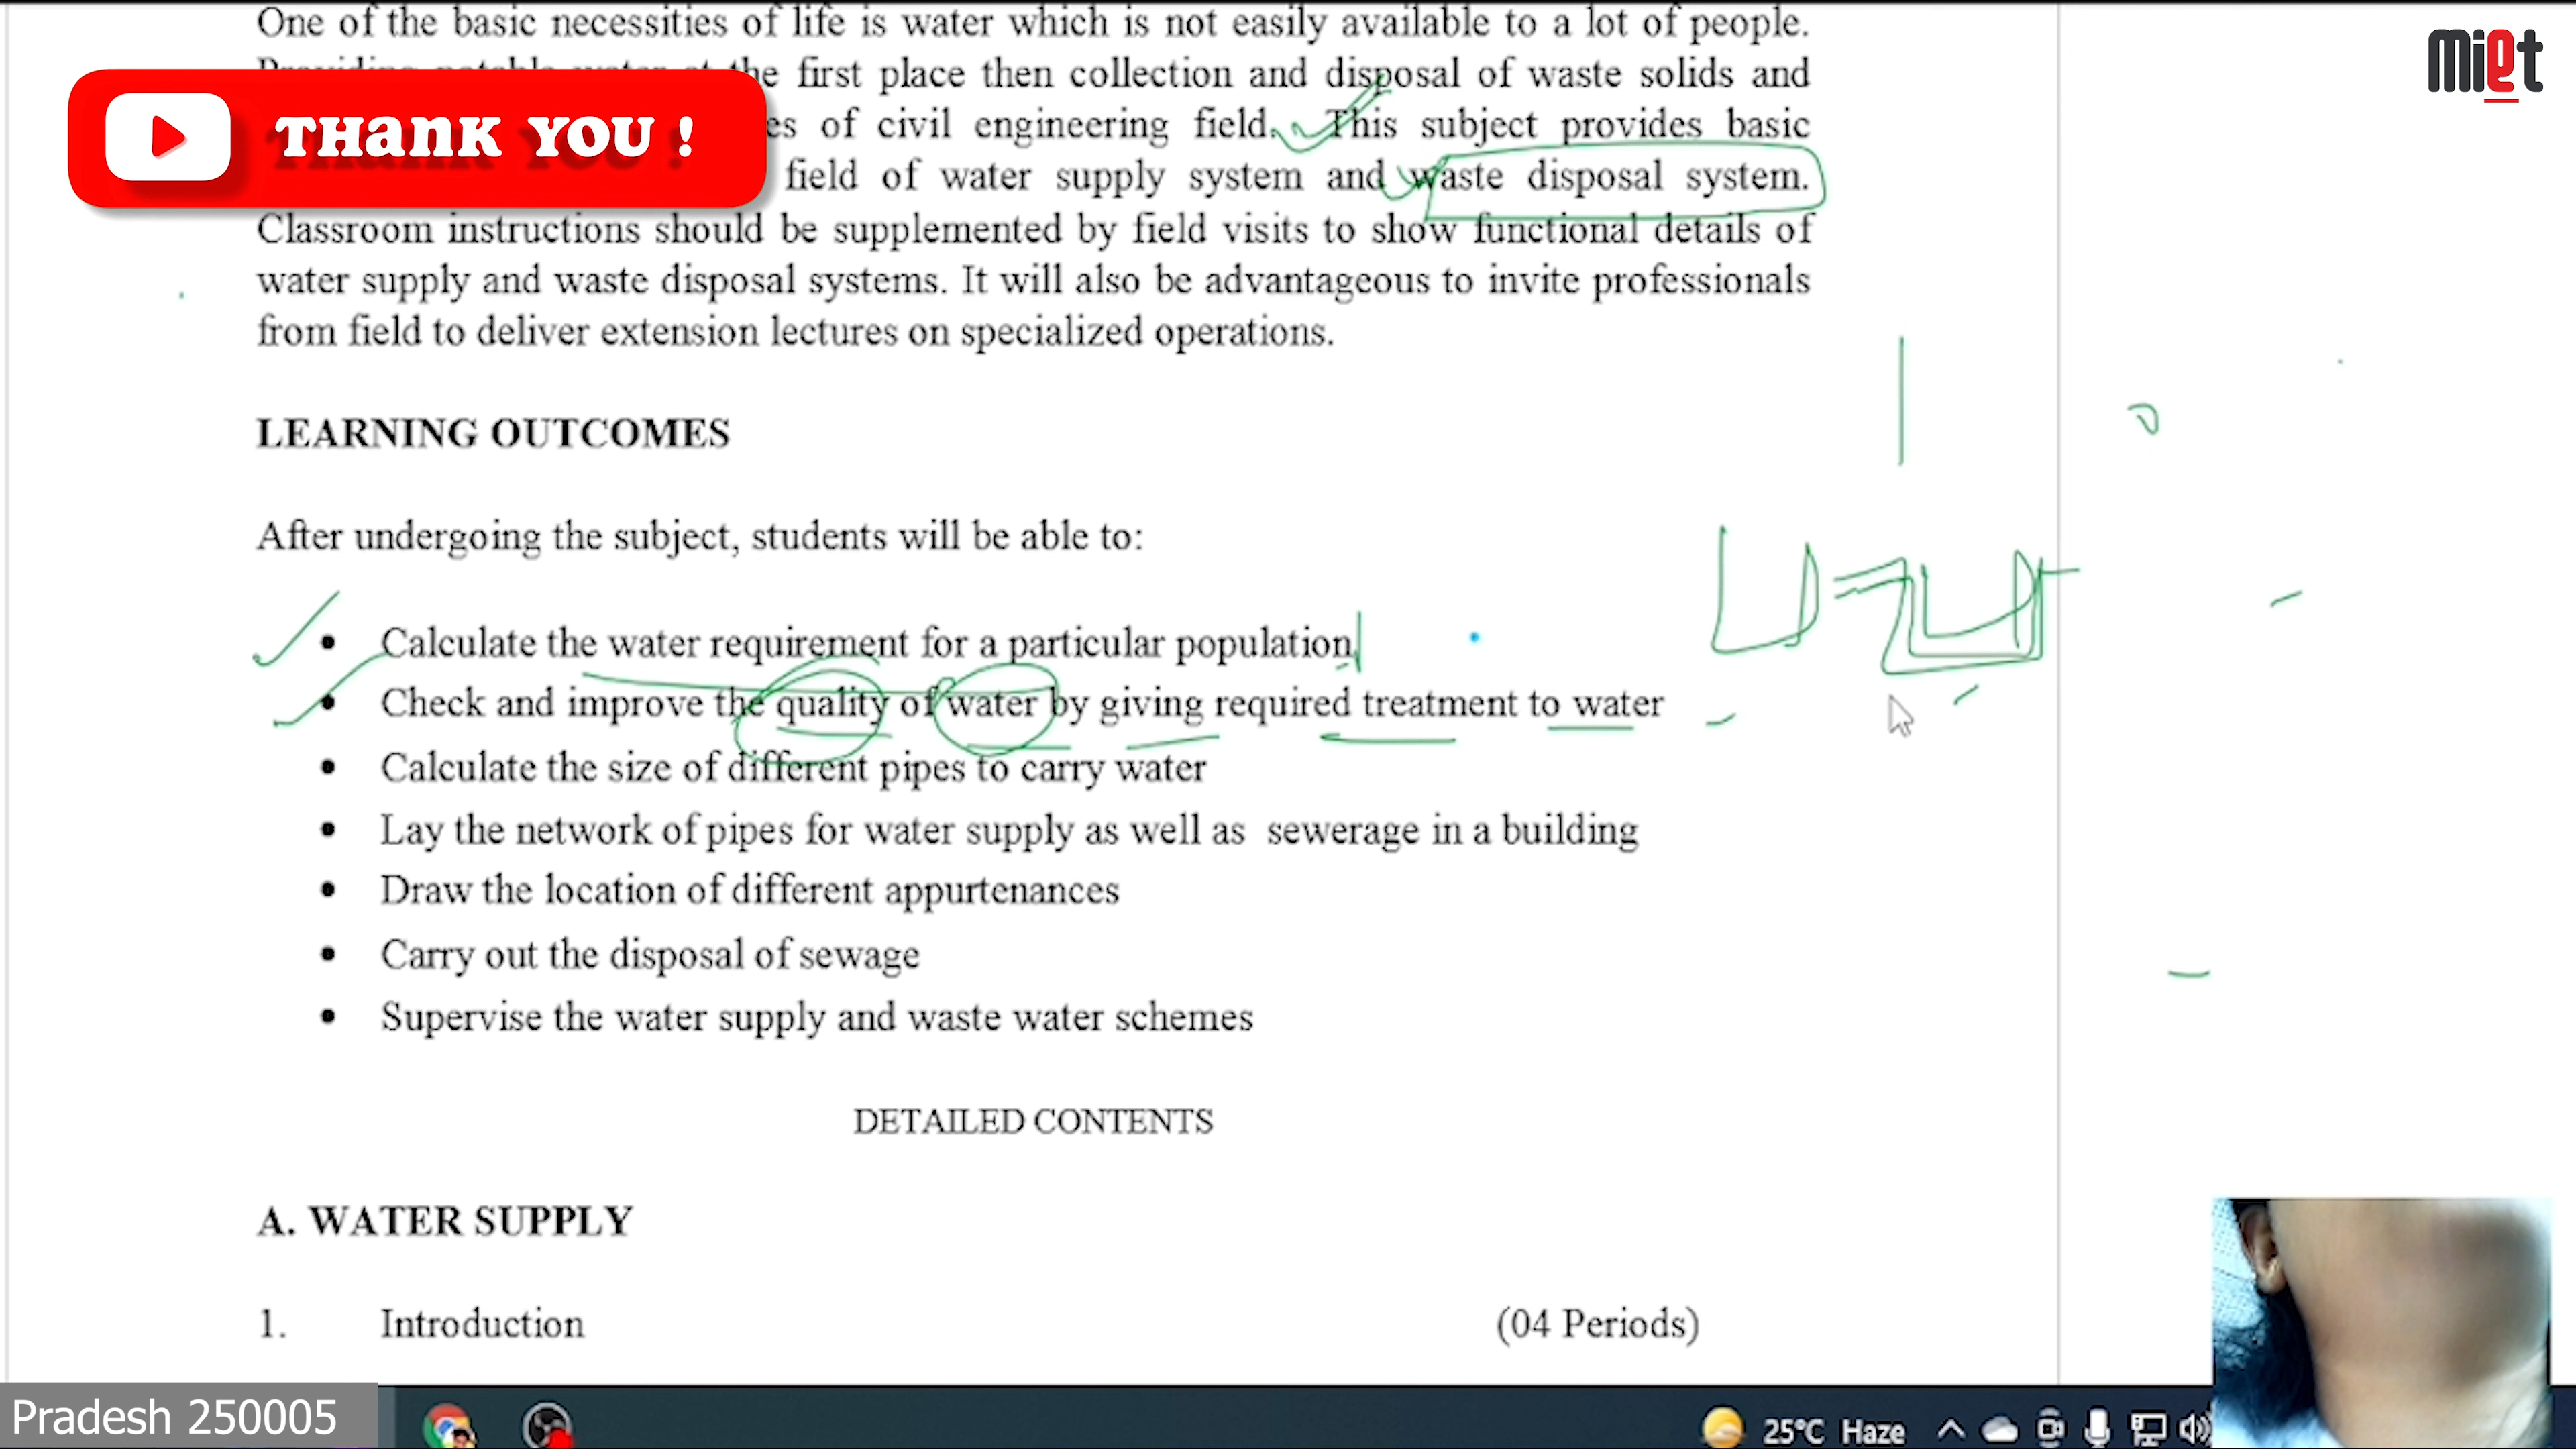 One of the basic necessities of life is water which is not easily available to a lot of people.
the first place then collection and disposal of waste solids and
es of civil engineering field. This subject provides basic
field of water supply system and waste disposal system.
Classroom instructions should be supplemented by field visits to show functional details of
water supply and waste disposal systems. It will also be advantageous to invite professionals
from field to deliver extension lectures on specialized operations.
THANK YOU !
miet
LEARNING OUTCOMES
After undergoing the subject, students will be able to:
• Calculate the water requirement for a particular population
• Check and improve the quality of water by giving required treatment to water
• Calculate the size of different pipes to carry water
• Lay the network of pipes for water supply as well as sewerage in a building
• Draw the location of different appurtenances
• Carry out the disposal of sewage
• Supervise the water supply and waste water schemes
DETAILED CONTENTS
A. WATER SUPPLY
1. Introduction (04 Periods)
Pradesh 250005
25°C Haze